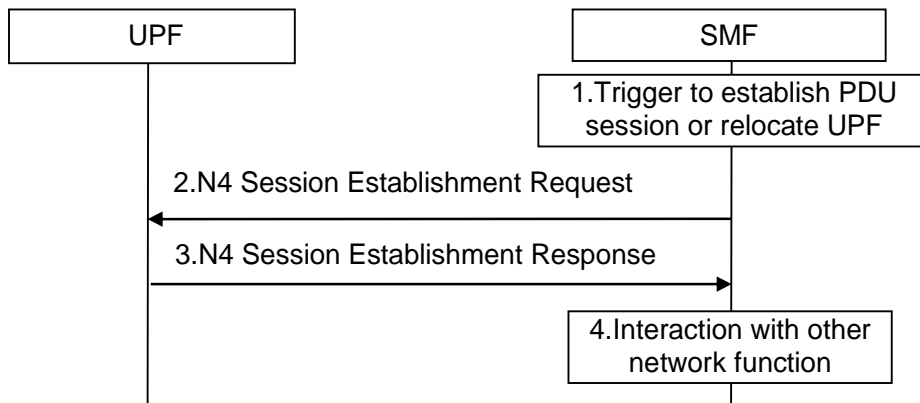 UPF
SMF
1.Trigger to establish PDU
session or relocate UPF
2.N4 Session Establishment Request
3.N4 Session Establishment Response
4.Interaction with other
network function